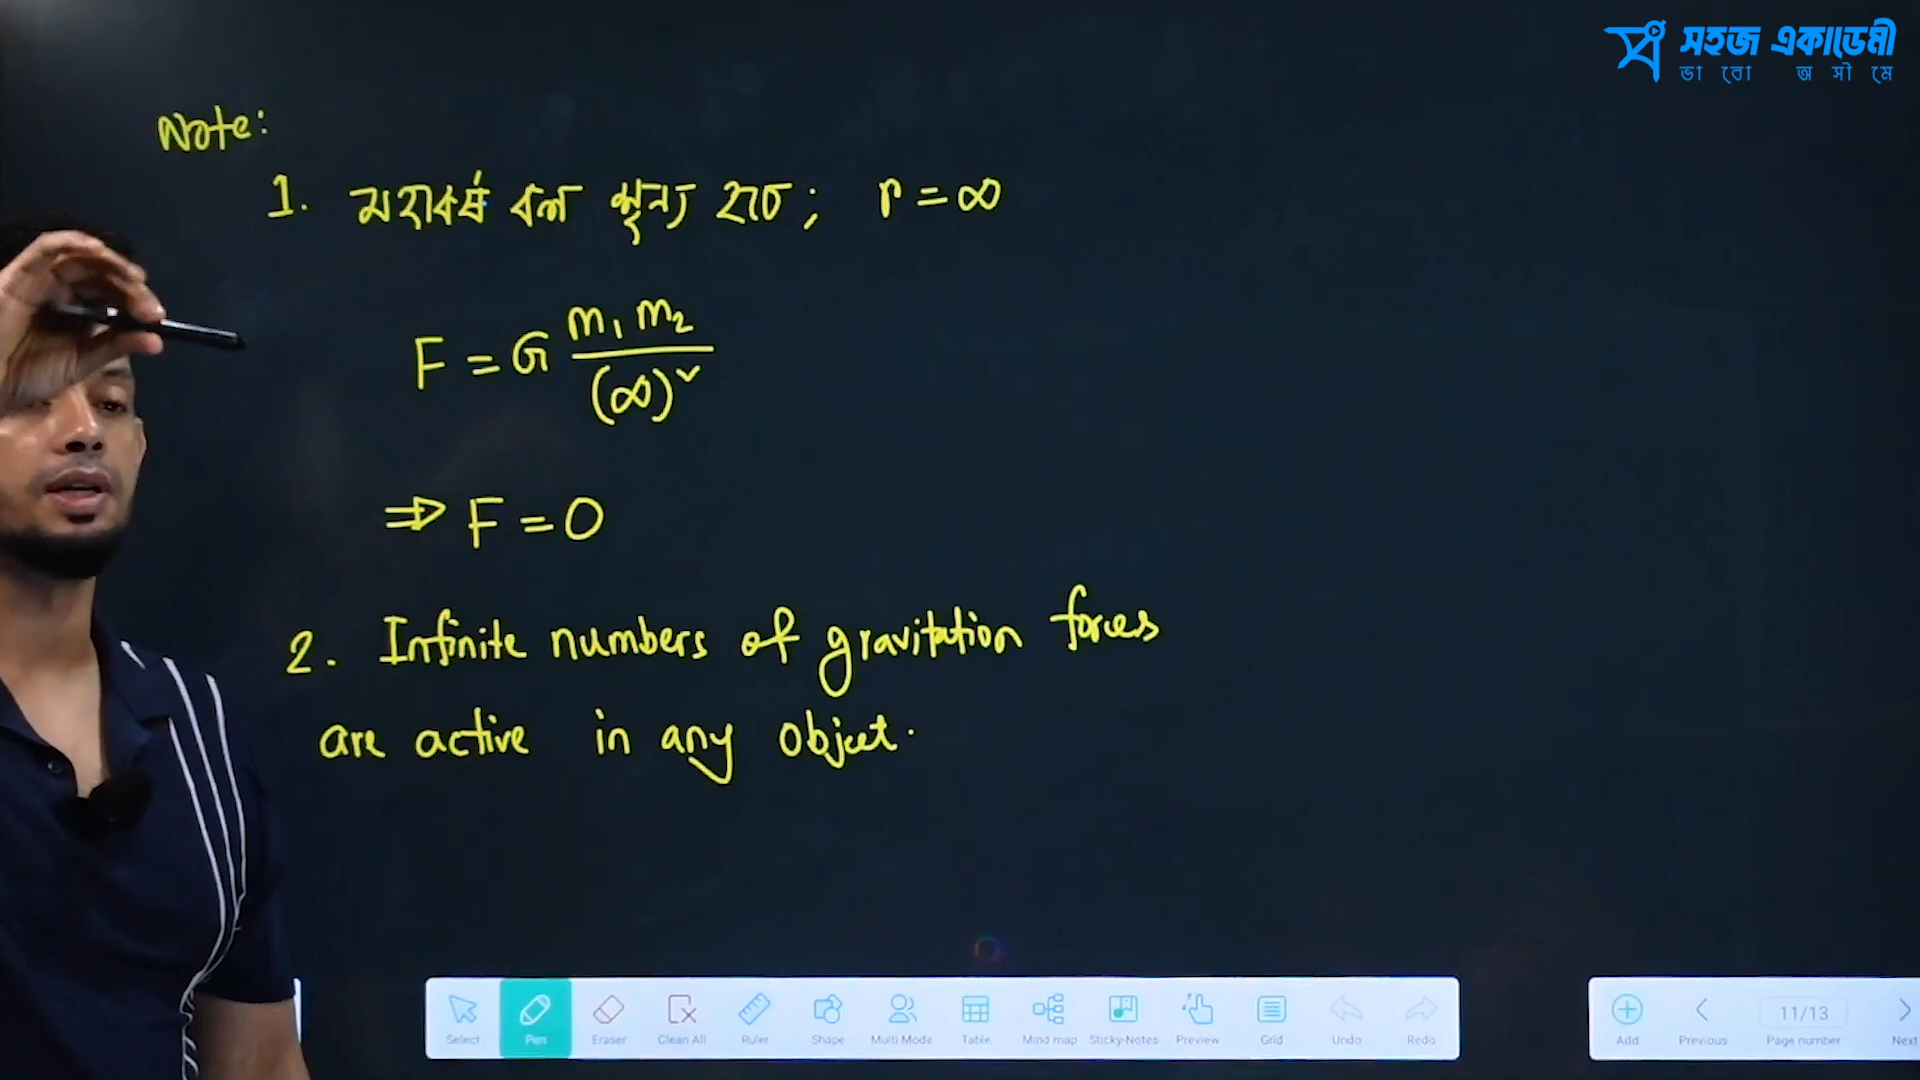 সহজ একাডেমী
ভাবো অসীমে
Note:
1. মহাকর্ষ বল শূন্য হবে; r = ∞
F = G m₁ m₂ / (∞)²
⇒ F = 0
2. Infinite numbers of gravitation forces
are active in any object.
Select Pen Eraser Clean All Ruler Shape Multi Mode Table Mind map Sticky-Notes Preview Grid Undo Redo
11/13
Add Previous Page number Next